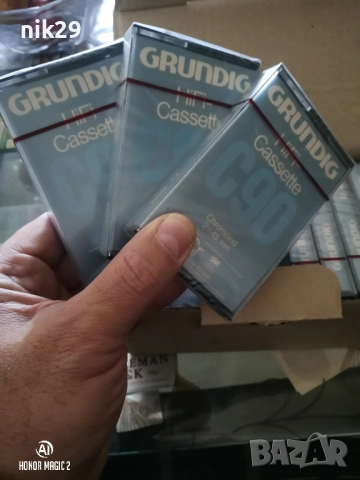 nik29
GRUNDIG
HiFi-
Cassette
GRUNDIG
HiFi-
Cassette
GRUNDIG
HiFi-
Cassette
C90
AI
HONOR MAGIC 2
BAZAR